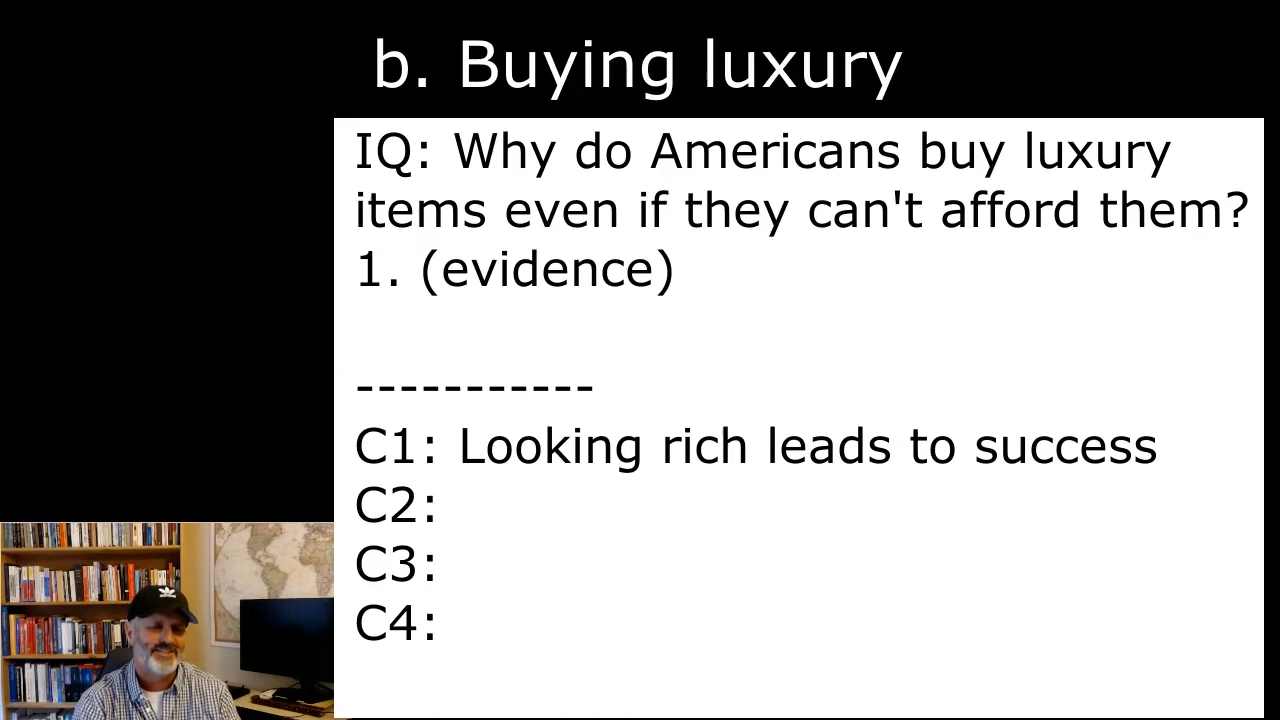 b. Buying luxury
IQ: Why do Americans buy luxury
items even if they can't afford them?
1. (evidence)
-----------
C1: Looking rich leads to success
C2:
C3:
C4: